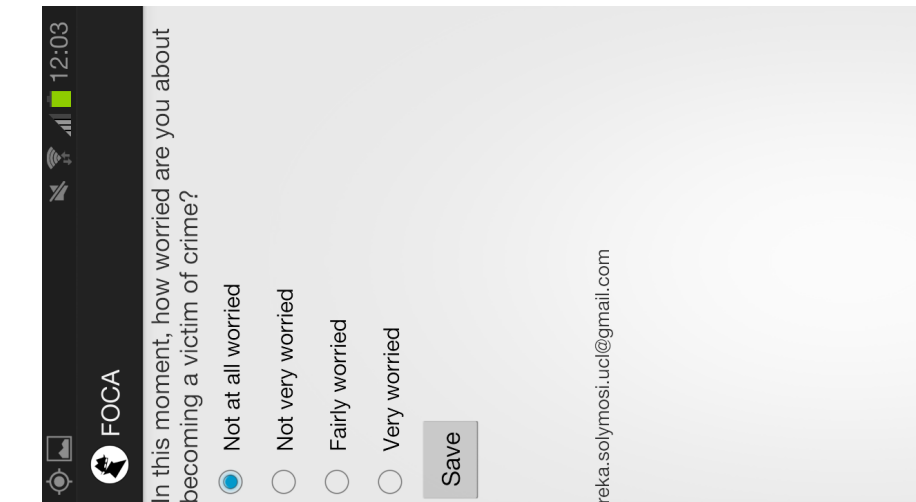 12:03
FOCA
In this moment, how worried are you about
becoming a victim of crime?
Not at all worried
Not very worried
Fairly worried
Very worried
Save
reka.solymosi.ucl@gmail.com